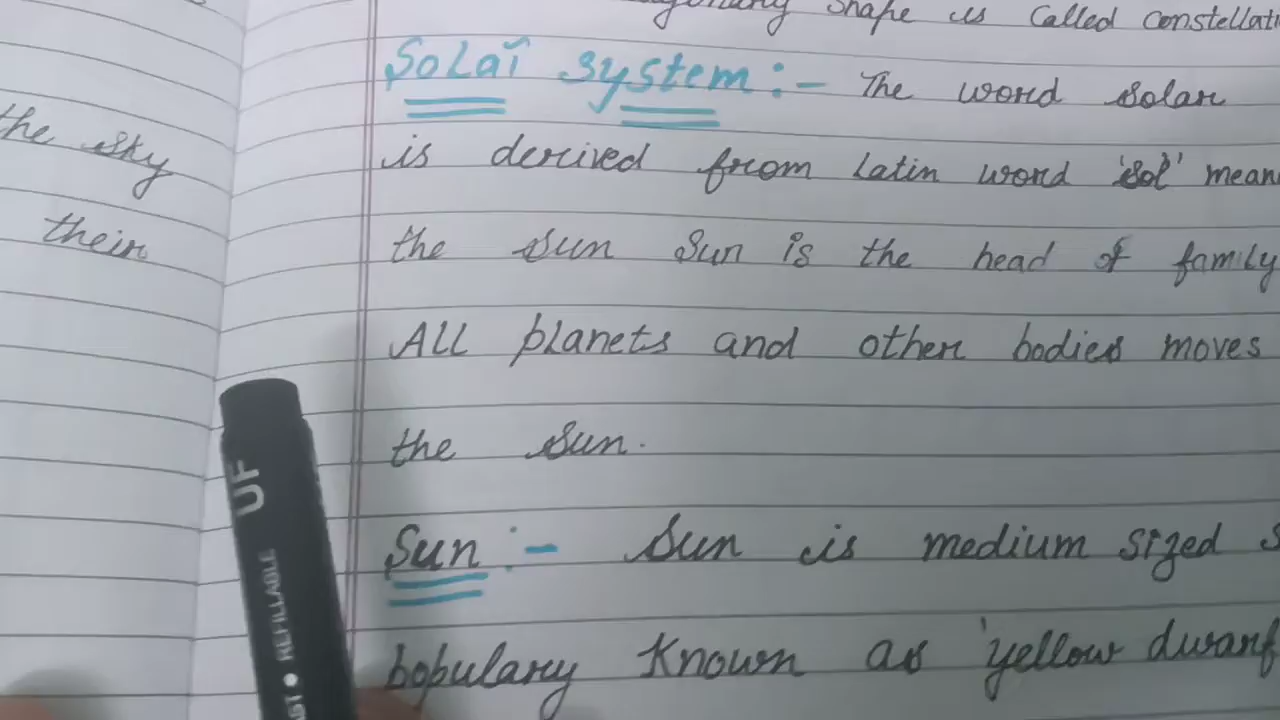 the sky
their
Shape is Called Constellati
Solar System:- The word Solar
is derived from Latin word 'Sol' mean
the Sun Sun is the head of family
All planets and other bodies moves
the Sun.
Sun :- Sun is medium sized s
bobulary Known as 'yellow dwarf
UF
REFILLABLE